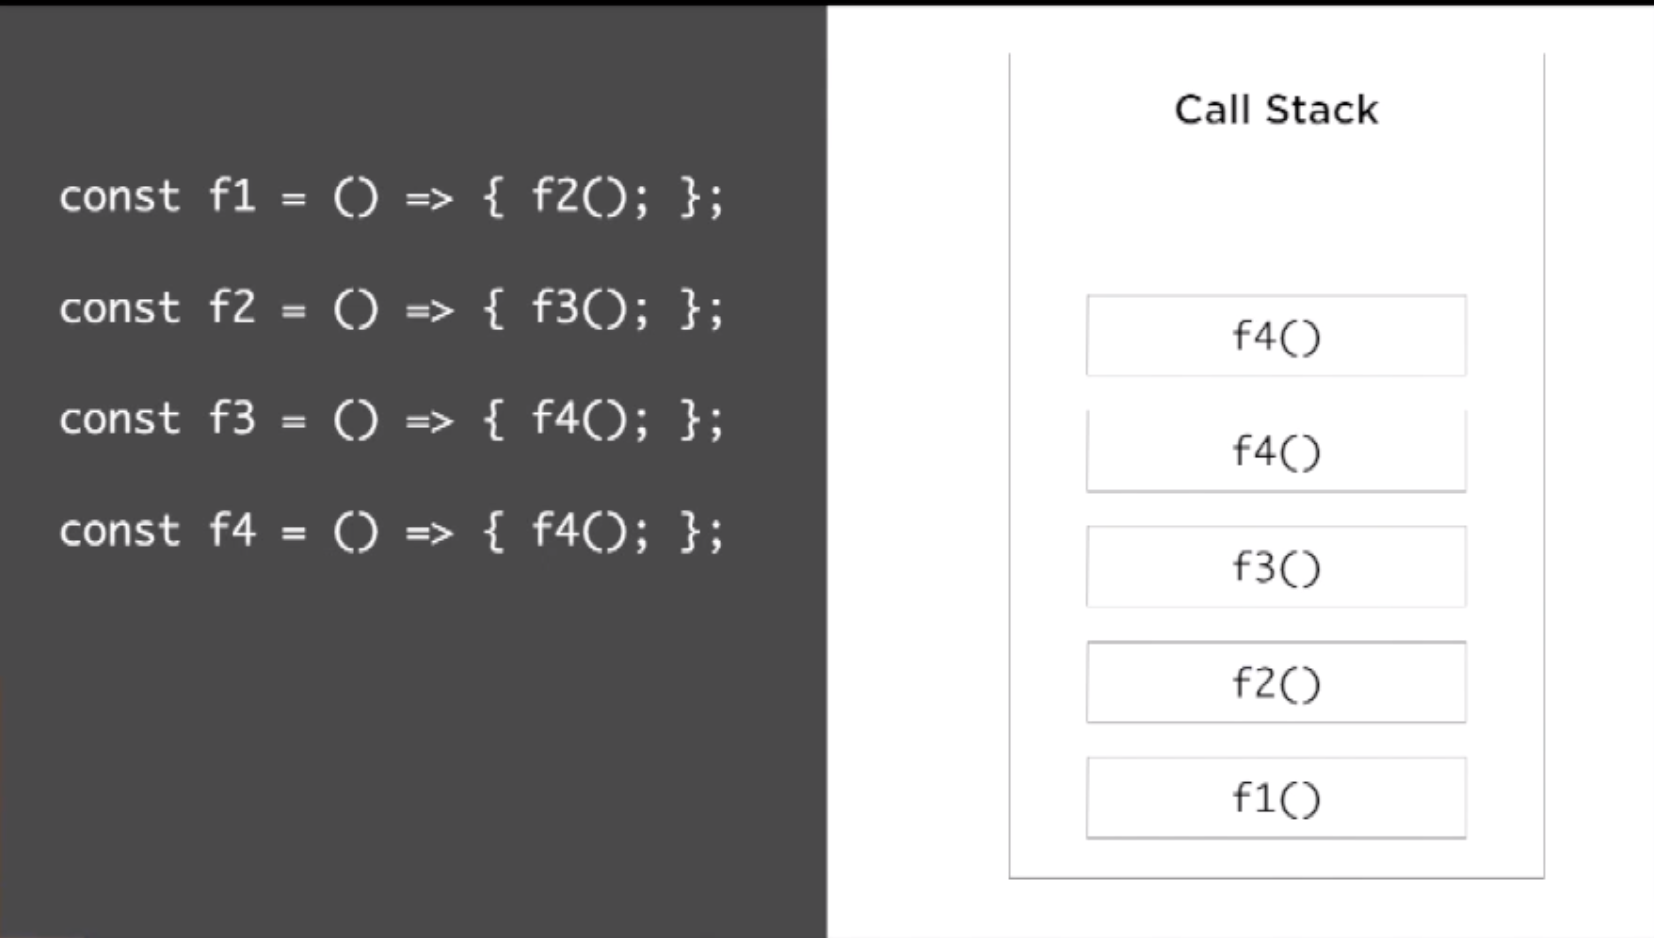 const f1 = () => { f2(); };
const f2 = () => { f3(); };
const f3 = () => { f4(); };
const f4 = () => { f4(); };
Call Stack
f4()
f4()
f3()
f2()
f1()